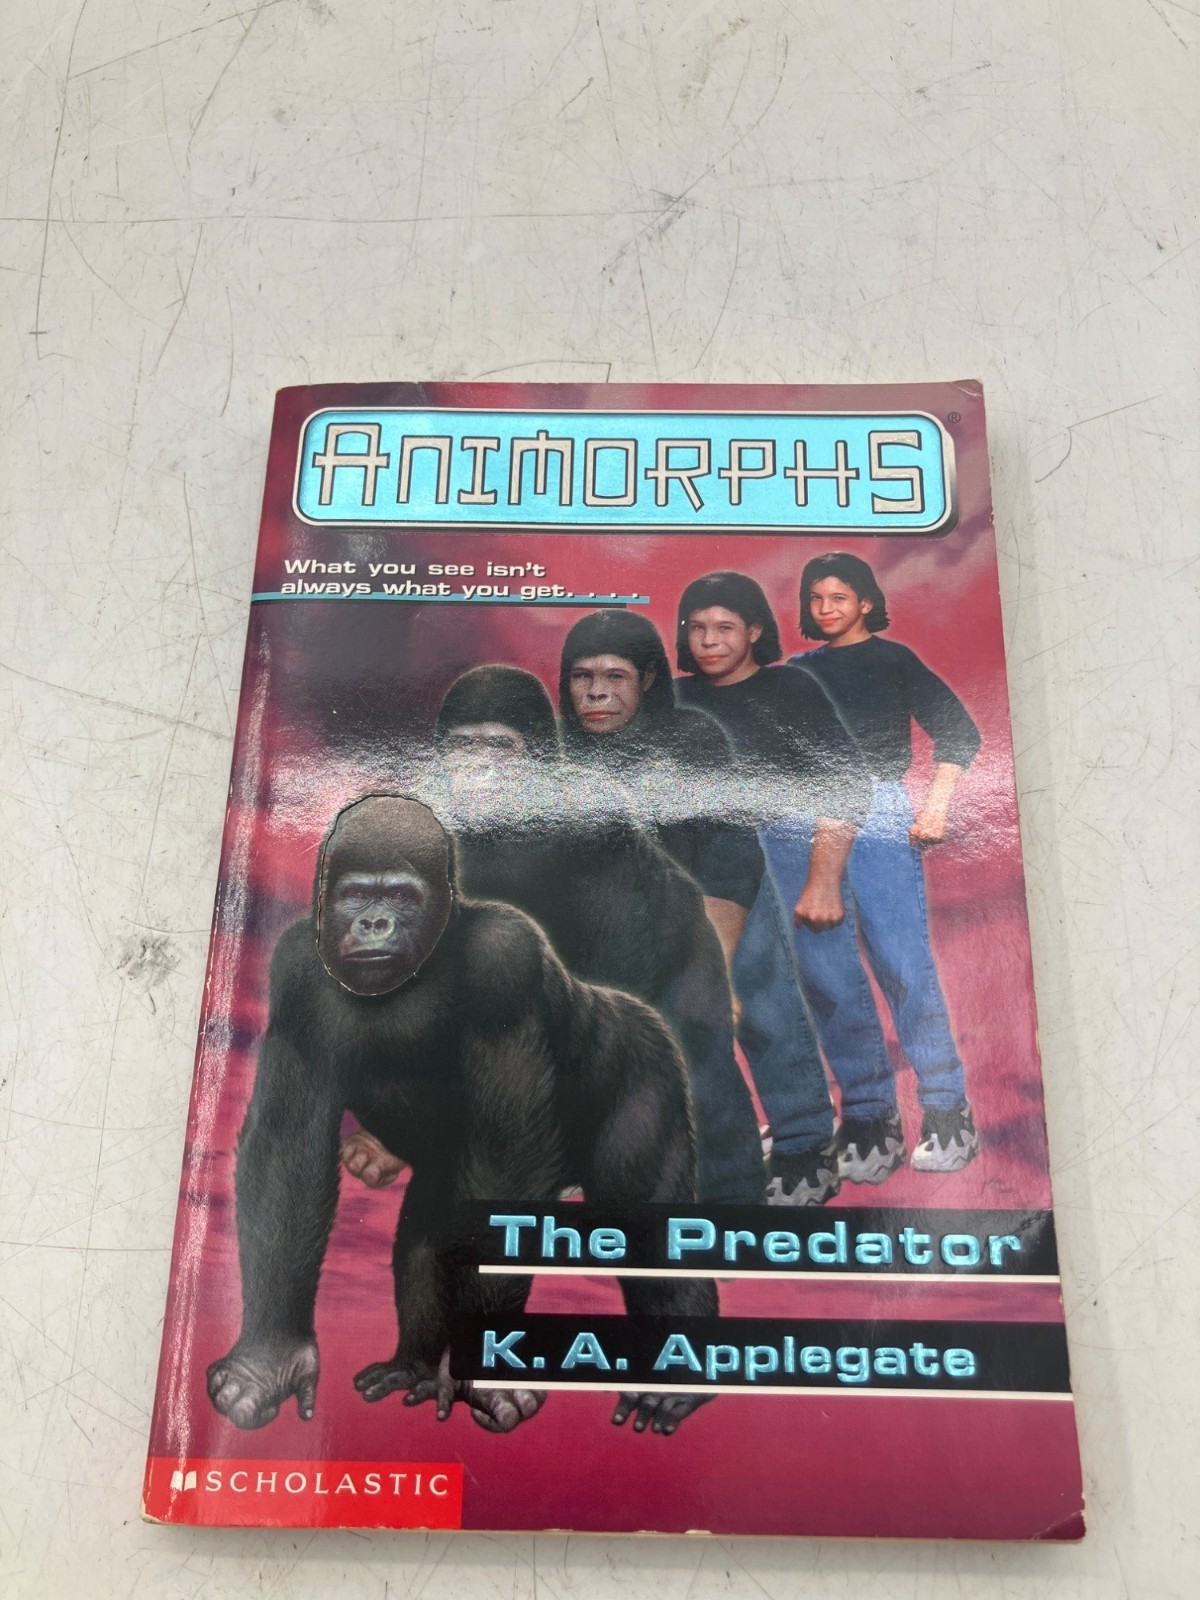 ANIMORPHS®
What you see isn't
always what you get. . . .
The Predator
K. A. Applegate
SCHOLASTIC